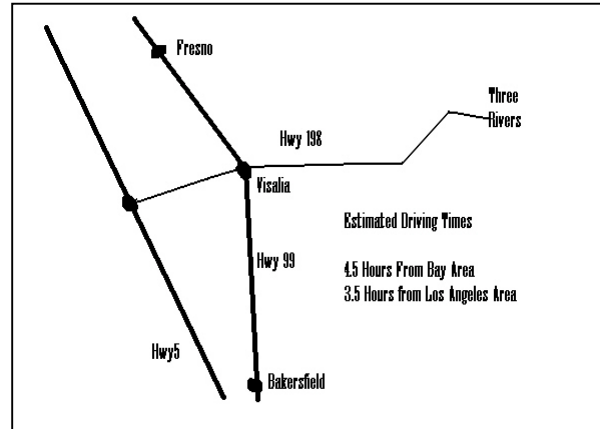 Fresno
Three
Rivers
Hwy 198
Visalia
Estimated Driving Times
Hwy 99
4.5 Hours From Bay Area
3.5 Hours from Los Angeles Area
Hwy5
Bakersfield